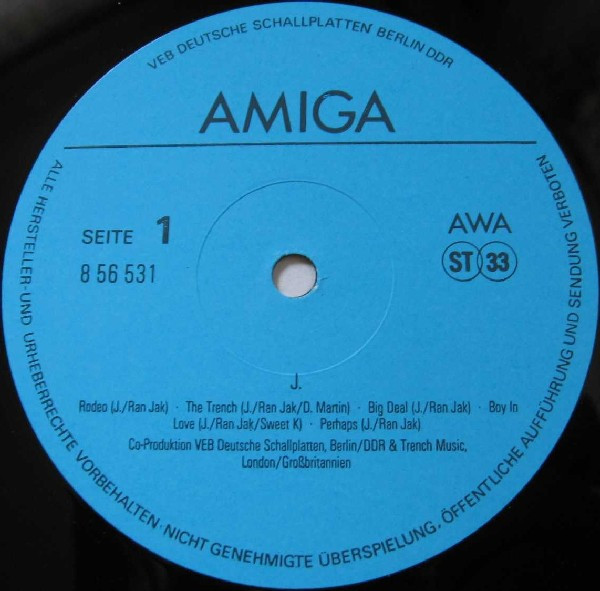 VEB DEUTSCHE SCHALLPLATTEN BERLIN DDR
AMIGA
SEITE 1
8 56 531
AWA
ST 33
J.
Rodeo (J./Ran Jak) · The Trench (J./Ran Jak/D. Martin) · Big Deal (J./Ran Jak) · Boy In
Love (J./Ran Jak/Sweet K) · Perhaps (J./Ran Jak)
Co-Produktion VEB Deutsche Schallplatten, Berlin/DDR & Trench Music,
London/Großbritannien
ALLE HERSTELLER-UND URHEBERRECHTE VORBEHALTEN·NICHT GENEHMIGTE ÜBERSPIELUNG, ÖFFENTLICHE AUFFÜHRUNG UND SENDUNG VERBOTEN